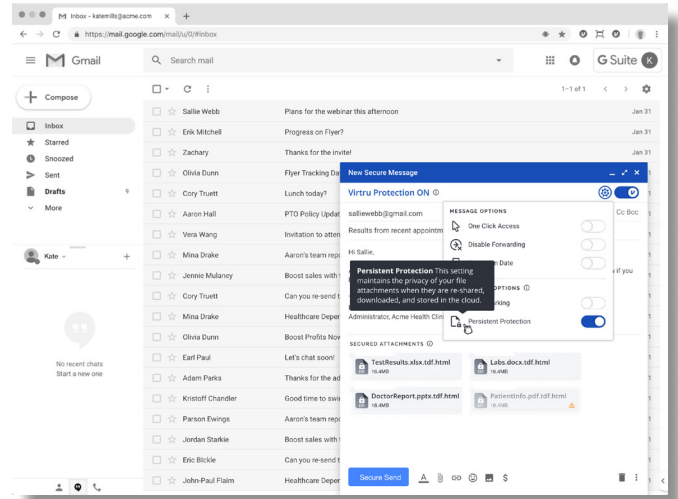 Inbox - katemills@acme.com
https://mail.google.com/mail/u/0/#inbox
Gmail
Search mail
G Suite
K
Compose
1-1 of 1
Inbox
Starred
Snoozed
Sent
Drafts 9
More
Kate
No recent chats
Start a new one
Sallie Webb Plans for the webinar this afternoon Jan 31
Erik Mitchell Progress on Flyer? Jan 31
Zachary Thanks for the invite! Jan 31
Olivia Dunn Flyer Tracking Da
Cory Truett Lunch today?
Aaron Hall PTO Policy Updat
Vera Wang Invitation to atten
Mina Drake Aaron's team repo
Jennie Mulaney Boost sales with
Cory Truett Can you re-send t
Mina Drake Healthcare Deper
Olivia Dunn Boost Profits Nov
Earl Paul Let's chat soon!
Adam Parks Thanks for the ad
Kristoff Chandler Good time to swi
Parson Ewings Aaron's team repo
Jordan Starkie Boost sales with
Eric Bickle Can you re-send t
John-Paul Flaim Healthcare Deper
New Secure Message
Virtru Protection ON
salliewebb@gmail.com
Cc Bcc
Results from recent appointm
Hi Sallie,
if you
Administrator, Acme Health Clin
MESSAGE OPTIONS
One Click Access
Disable Forwarding
n Date
OPTIONS
rking
Persistent Protection
Persistent Protection This setting
maintains the privacy of your file
attachments when they are re-shared,
downloaded, and stored in the cloud.
SECURED ATTACHMENTS
TestResults.xlsx.tdf.html
16.4MB
Labs.docx.tdf.html
16.4MB
DoctorReport.pptx.tdf.html
16.4MB
PatientInfo.pdf.tdf.html
16.4MB
Secure Send